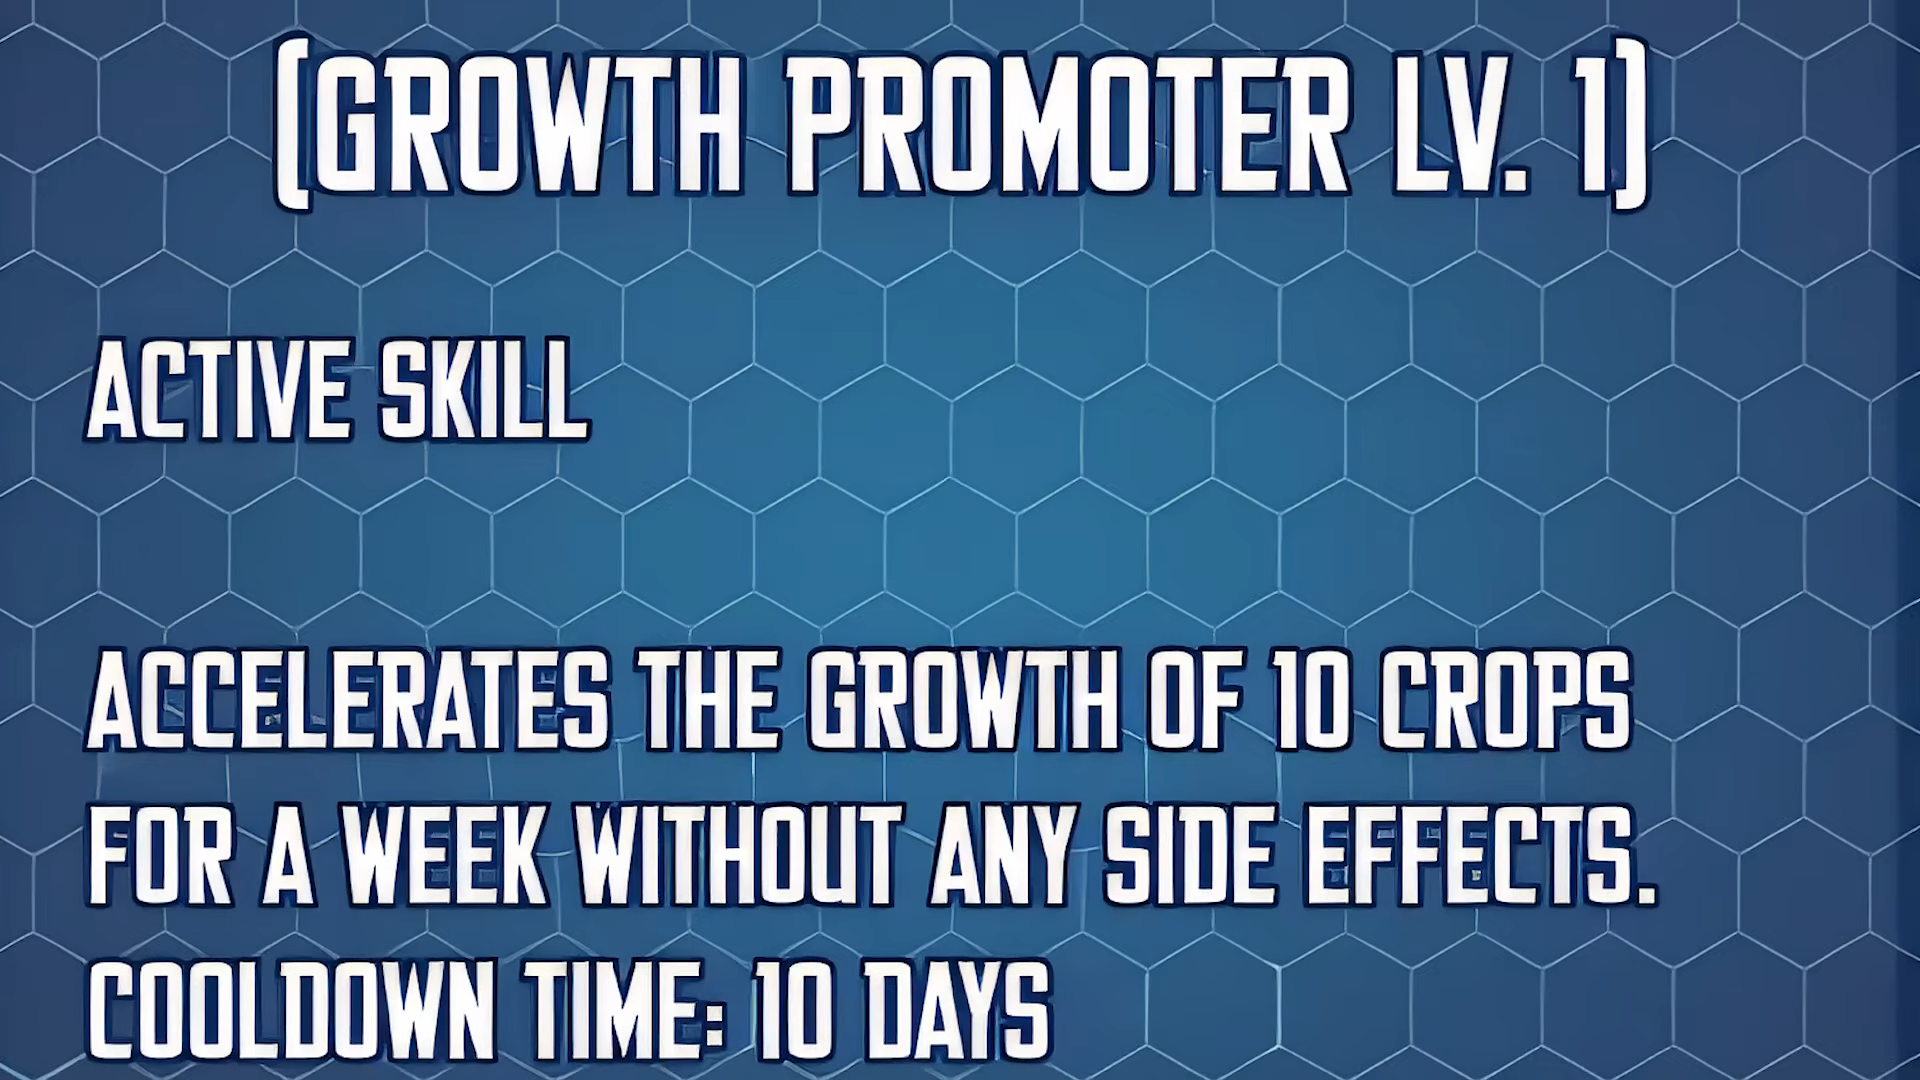 (GROWTH PROMOTER LV. 1)
ACTIVE SKILL
ACCELERATES THE GROWTH OF 10 CROPS
FOR A WEEK WITHOUT ANY SIDE EFFECTS.
COOLDOWN TIME: 10 DAYS